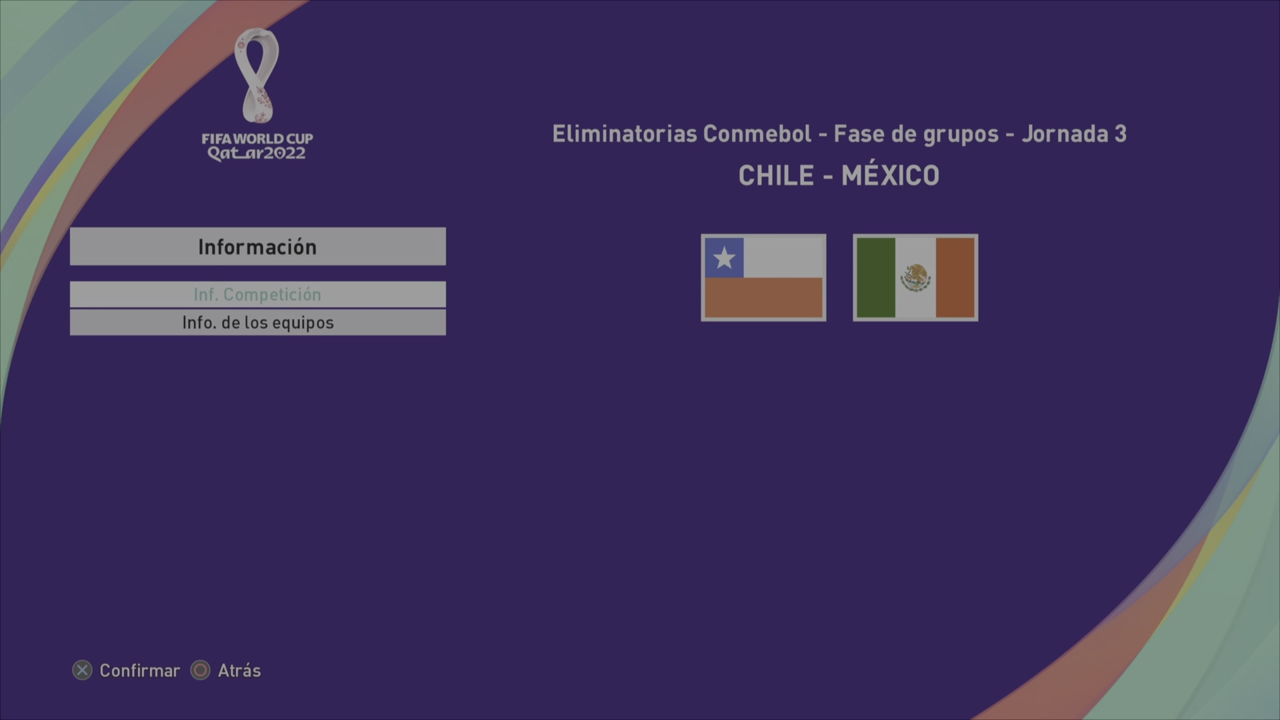 FIFA WORLD CUP
Qatar2022
Eliminatorias Conmebol - Fase de grupos - Jornada 3
CHILE - MÉXICO
Información
Inf. Competición
Info. de los equipos
Confirmar
Atrás